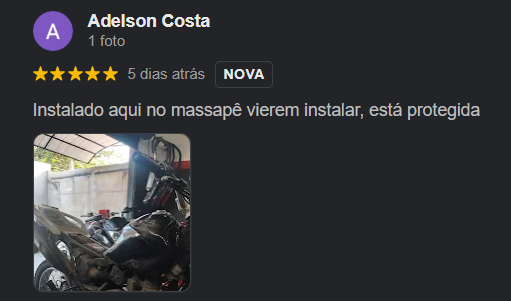 A
Adelson Costa
1 foto
5 dias atrás NOVA
Instalado aqui no massapê vierem instalar, está protegida